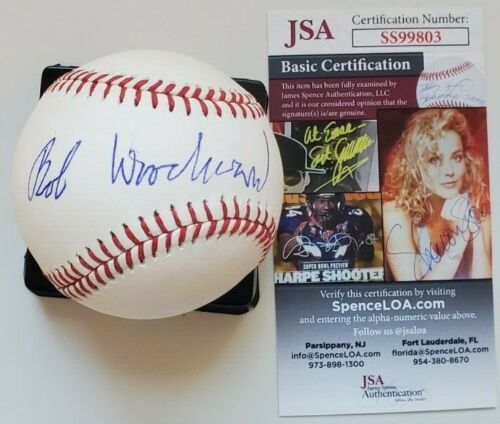 Bob Woodward
JSA
Certification Number:
SS99803
Basic Certification
This item has been fully examined by
James Spence Authentication, LLC
and it is our considered opinion that the
signature(s) is/are genuine.
At Ease
34
SUPER BOWL PREVIEW
HARPE SHOOTER
Verify this certification by visiting
SpenceLOA.com
and entering the alpha-numeric value above.
Follow us @jsaloa
Parsippany, NJ
info@SpenceLOA.com
973-898-1300
Fort Lauderdale, FL
florida@SpenceLOA.com
954-380-8670
JSA
James Spence
Authentication